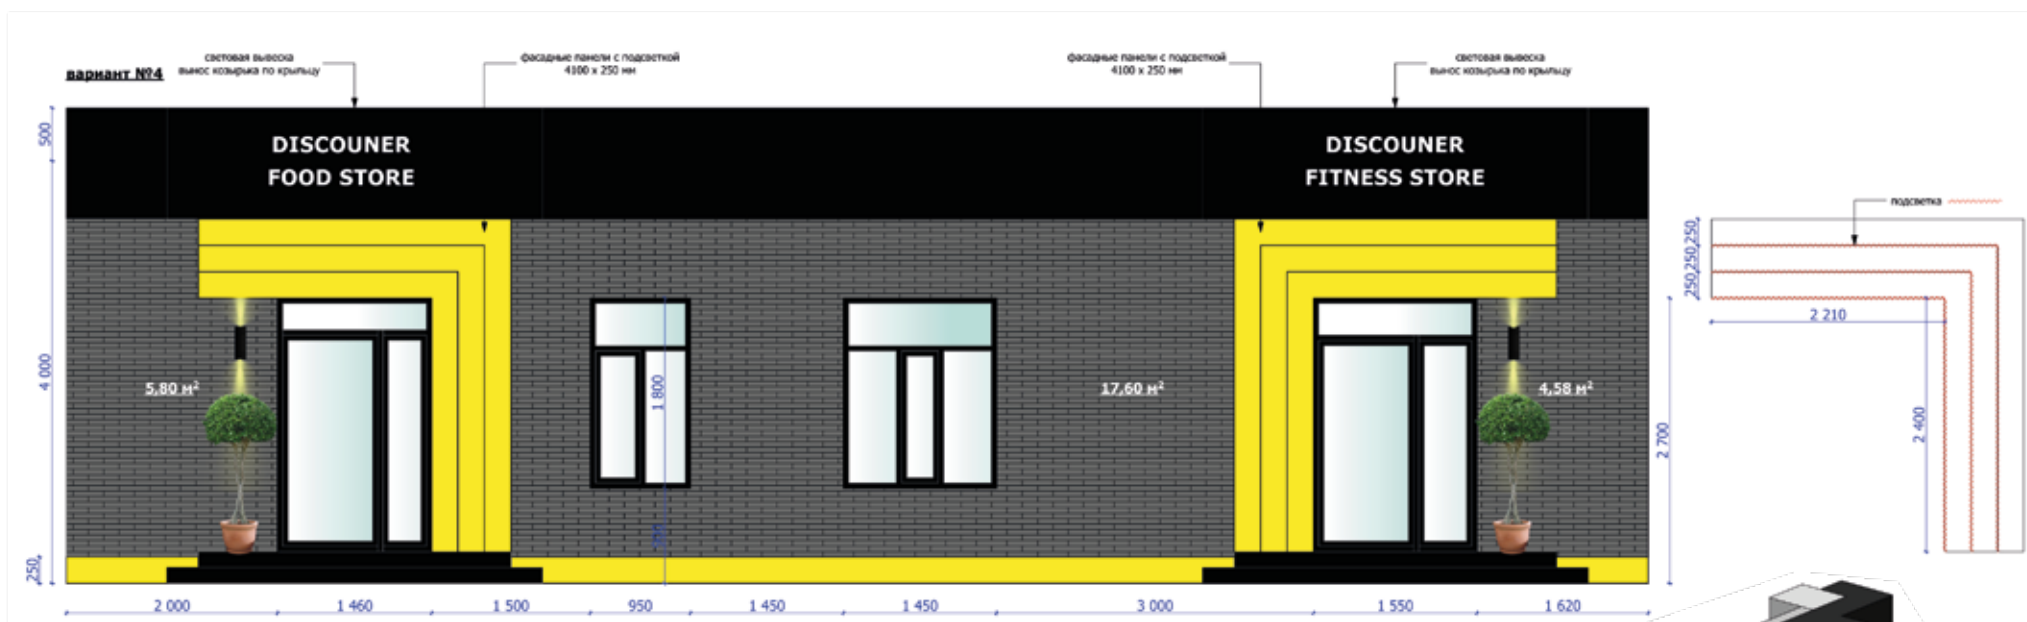 вариант №4
световая вывеска
вынос козырька по крыльцу
фасадные панели с подсветкой
4100 x 250 мм
фасадные панели с подсветкой
4100 x 250 мм
световая вывеска
вынос козырька по крыльцу
500
DISCOUNER
FOOD STORE
DISCOUNER
FITNESS STORE
подсветка
250
250
250
2 210
4 000
5,80 м²
1 800
17,60 м²
4,58 м²
2 700
2 400
250
2 000
1 460
1 500
950
1 450
1 450
3 000
1 550
1 620